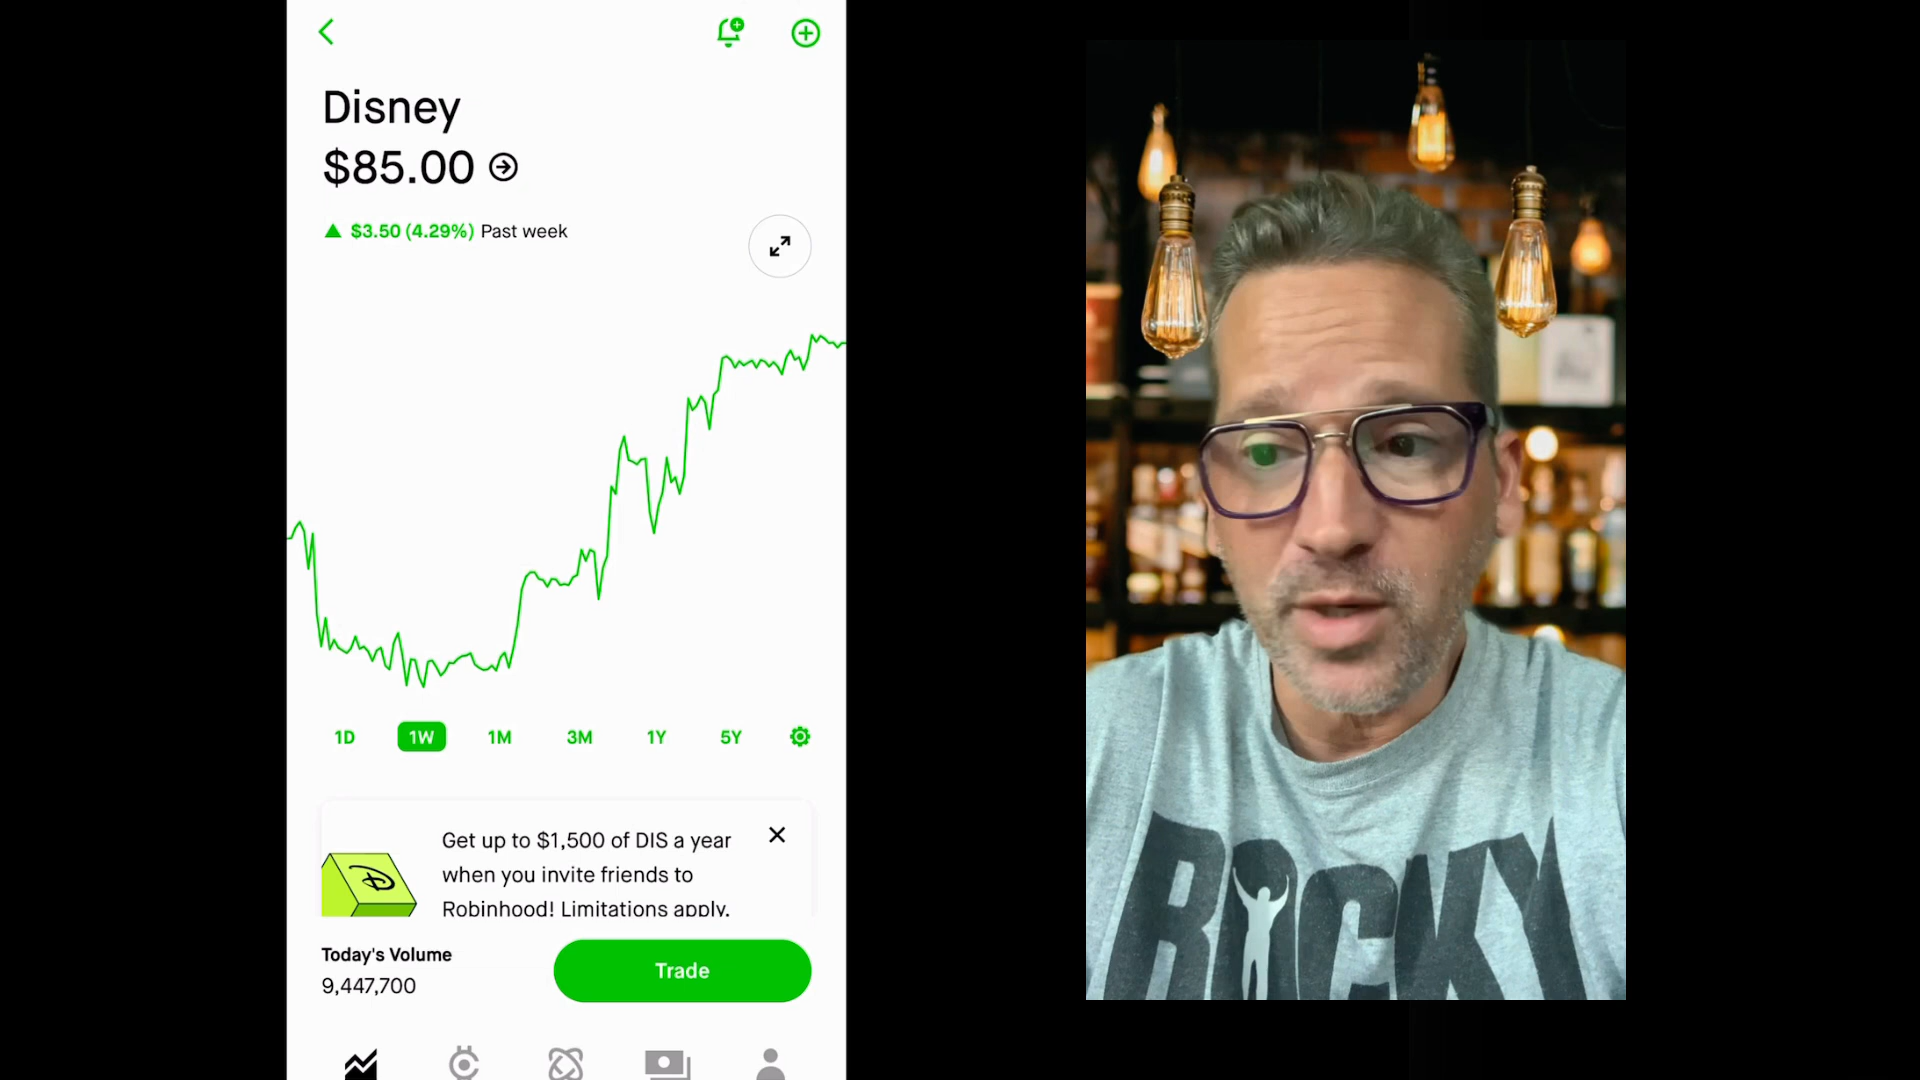 Disney
$85.00
$3.50 (4.29%) Past week
1D 1W 1M 3M 1Y 5Y
Get up to $1,500 of DIS a year
when you invite friends to
Robinhood! Limitations apply.
Today's Volume
9,447,700
Trade
ROCKY